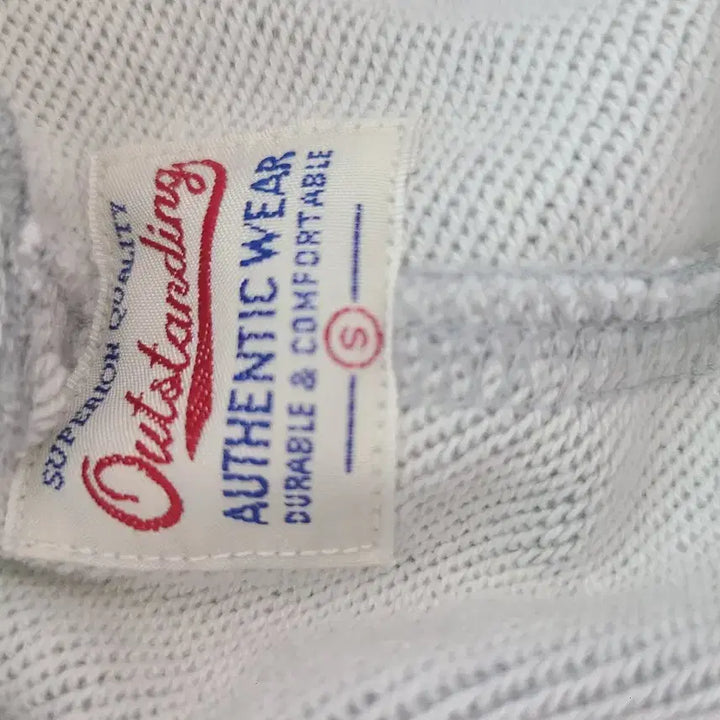 SUPERIOR QUALITY
Outstanding
AUTHENTIC WEAR
DURABLE & COMFORTABLE
S